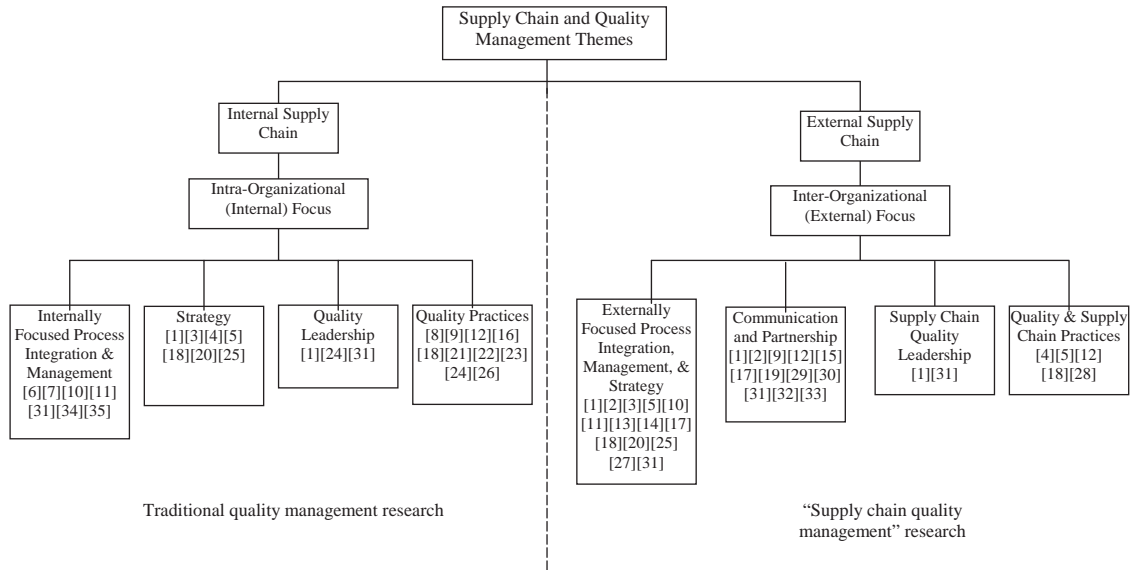 Supply Chain and Quality
Management Themes
Internal Supply
Chain
External Supply
Chain
Intra-Organizational
(Internal) Focus
Inter-Organizational
(External) Focus
Internally
Focused Process
Integration &
Management
[6][7][10][11]
[31][34][35]
Strategy
[1][3][4][5]
[18][20][25]
Quality
Leadership
[1][24][31]
Quality Practices
[8][9][12][16]
[18][21][22][23]
[24][26]
Externally
Focused Process
Integration,
Management, &
Strategy
[1][2][3][5][10]
[11][13][14][17]
[18][20][25]
[27][31]
Communication
and Partnership
[1][2][9][12][15]
[17][19][29][30]
[31][32][33]
Supply Chain
Quality
Leadership
[1][31]
Quality & Supply
Chain Practices
[4][5][12]
[18][28]
Traditional quality management research
“Supply chain quality
management” research